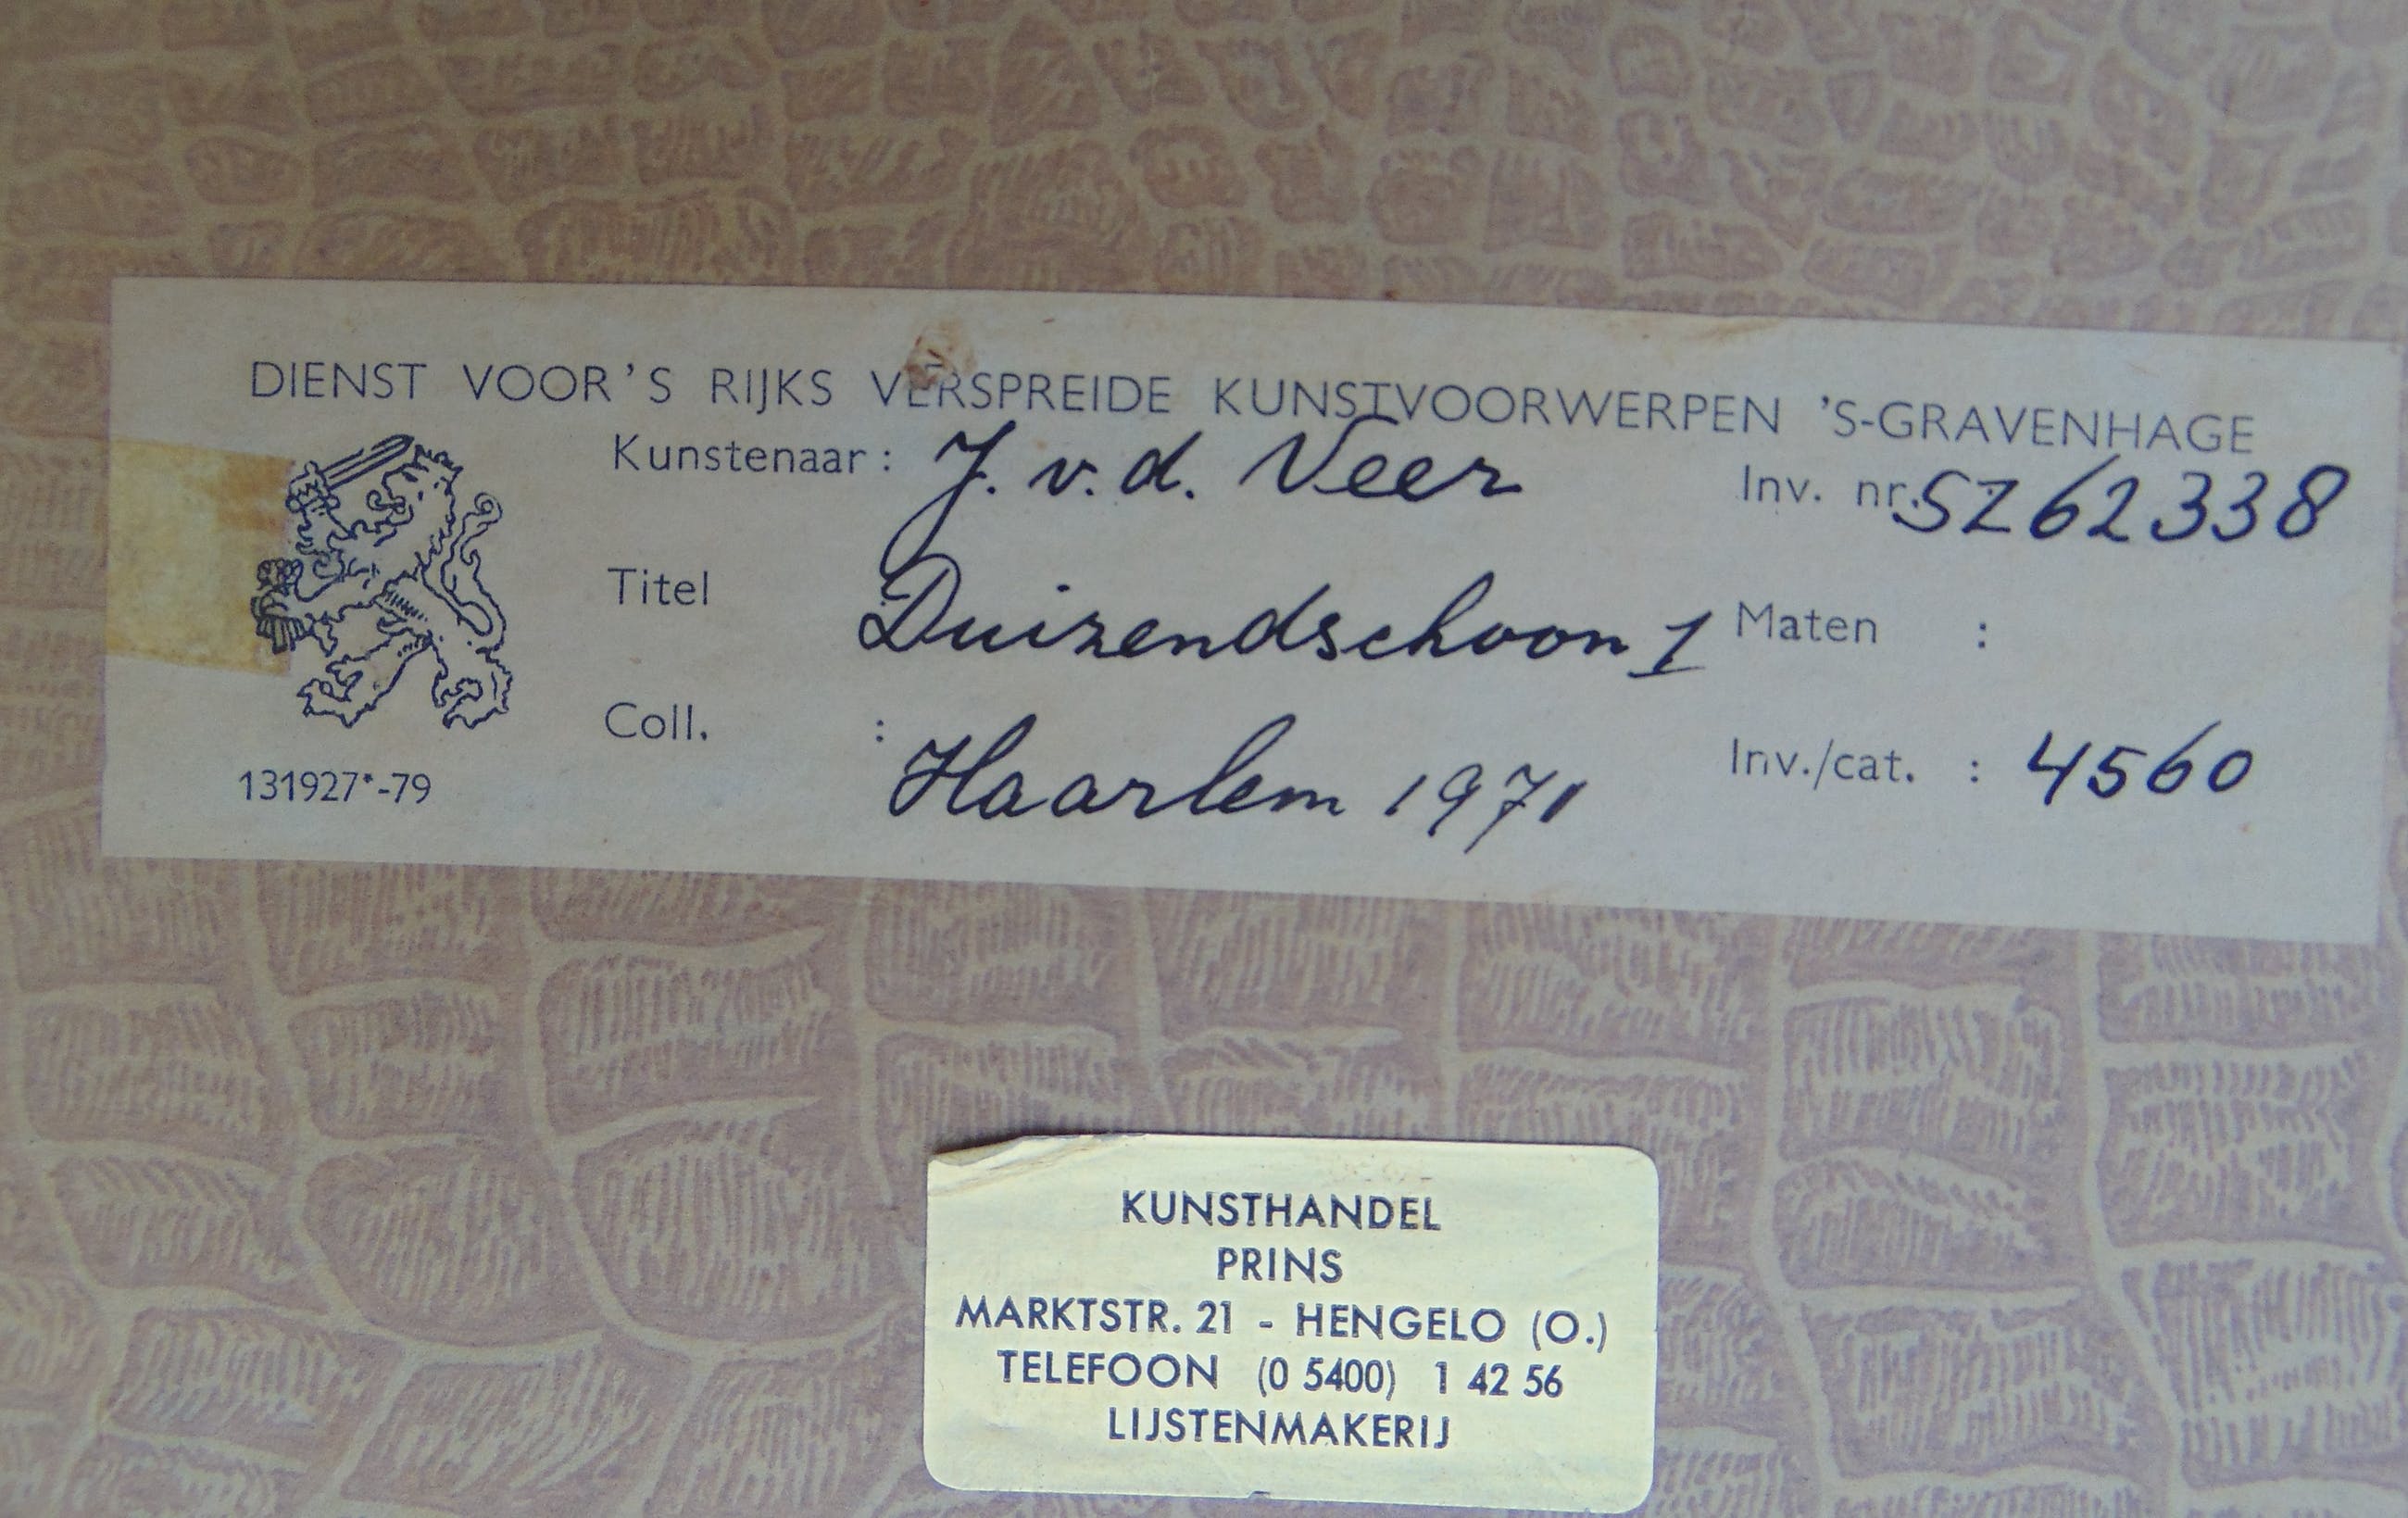 DIENST VOOR 'S RIJKS VERSPREIDE KUNSTVOORWERPEN 'S-GRAVENHAGE
Kunstenaar : J. v. d. Veer Inv. nr. SZ62338
Titel : Duizendschoon 1 Maten :
Coll. : Haarlem 1971 Inv./cat. : 4560
131927*-79
KUNSTHANDEL
PRINS
MARKTSTR. 21 - HENGELO (O.)
TELEFOON (0 5400) 1 42 56
LIJSTENMAKERIJ